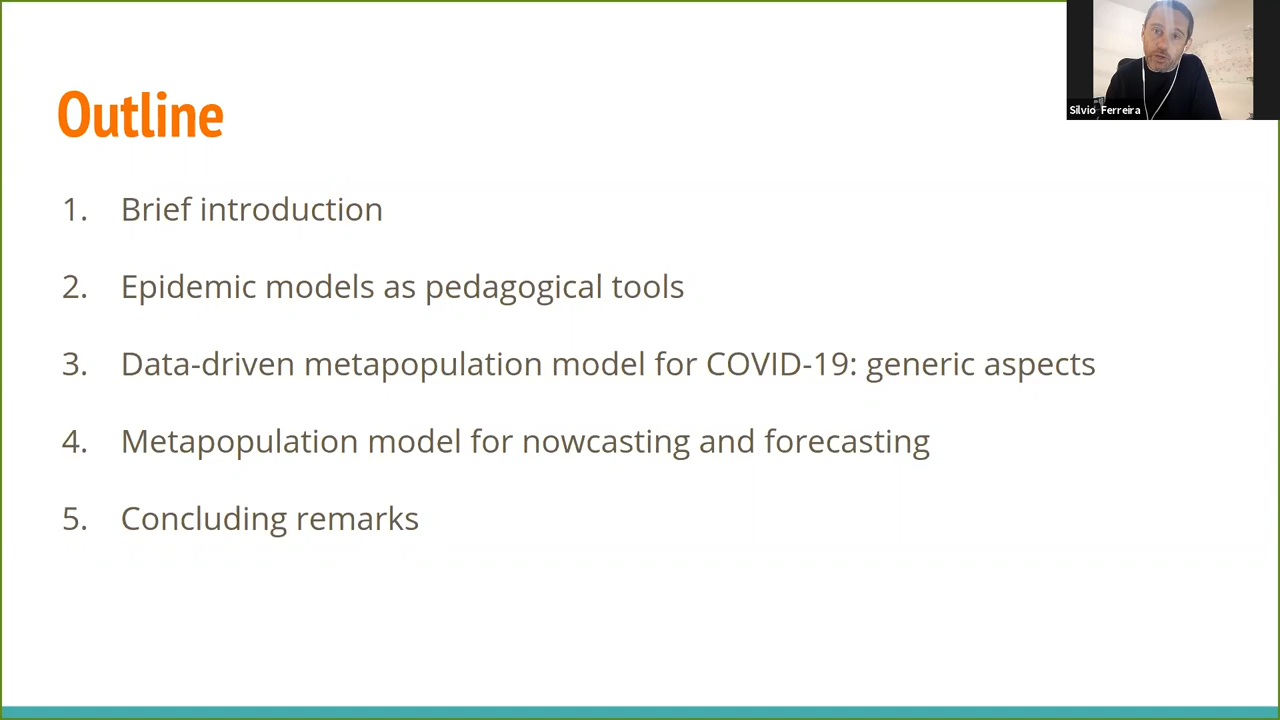 Outline
1. Brief introduction
2. Epidemic models as pedagogical tools
3. Data-driven metapopulation model for COVID-19: generic aspects
4. Metapopulation model for nowcasting and forecasting
5. Concluding remarks
Silvio Ferreira